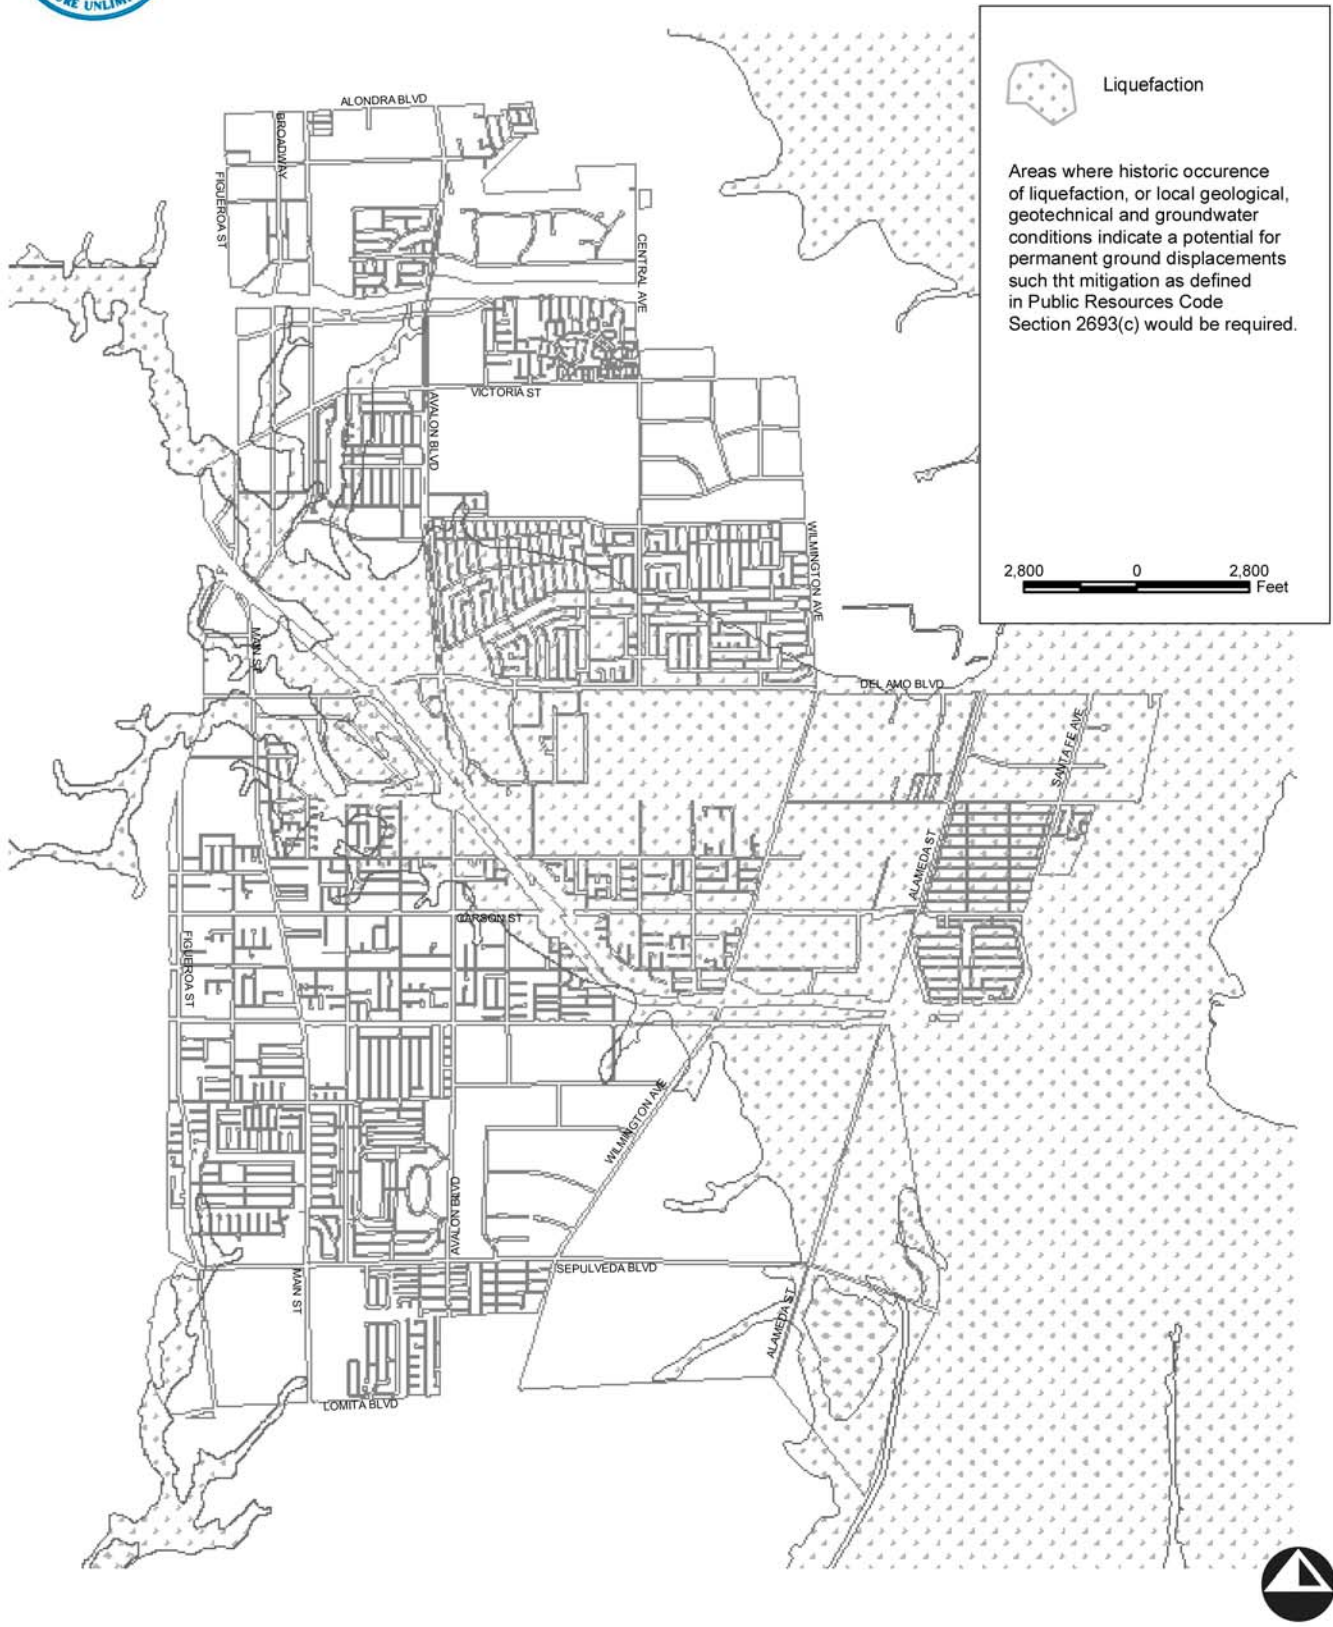 URE UNLIM
Liquefaction
Areas where historic occurence
of liquefaction, or local geological,
geotechnical and groundwater
conditions indicate a potential for
permanent ground displacements
such tht mitigation as defined
in Public Resources Code
Section 2693(c) would be required.
2,800 0 2,800
Feet
ALONDRA BLVD
BROADWAY
FIGUEROA ST
CENTRAL AVE
VICTORIA ST
AVALON BLVD
WILMINGTON AVE
MAIN ST
DEL AMO BLVD
SANTA FE AVE
ALAMEDA ST
CARSON ST
FIGUEROA ST
WILMINGTON AVE
AVALON BLVD
SEPULVEDA BLVD
MAIN ST
ALAMEDA ST
LOMITA BLVD